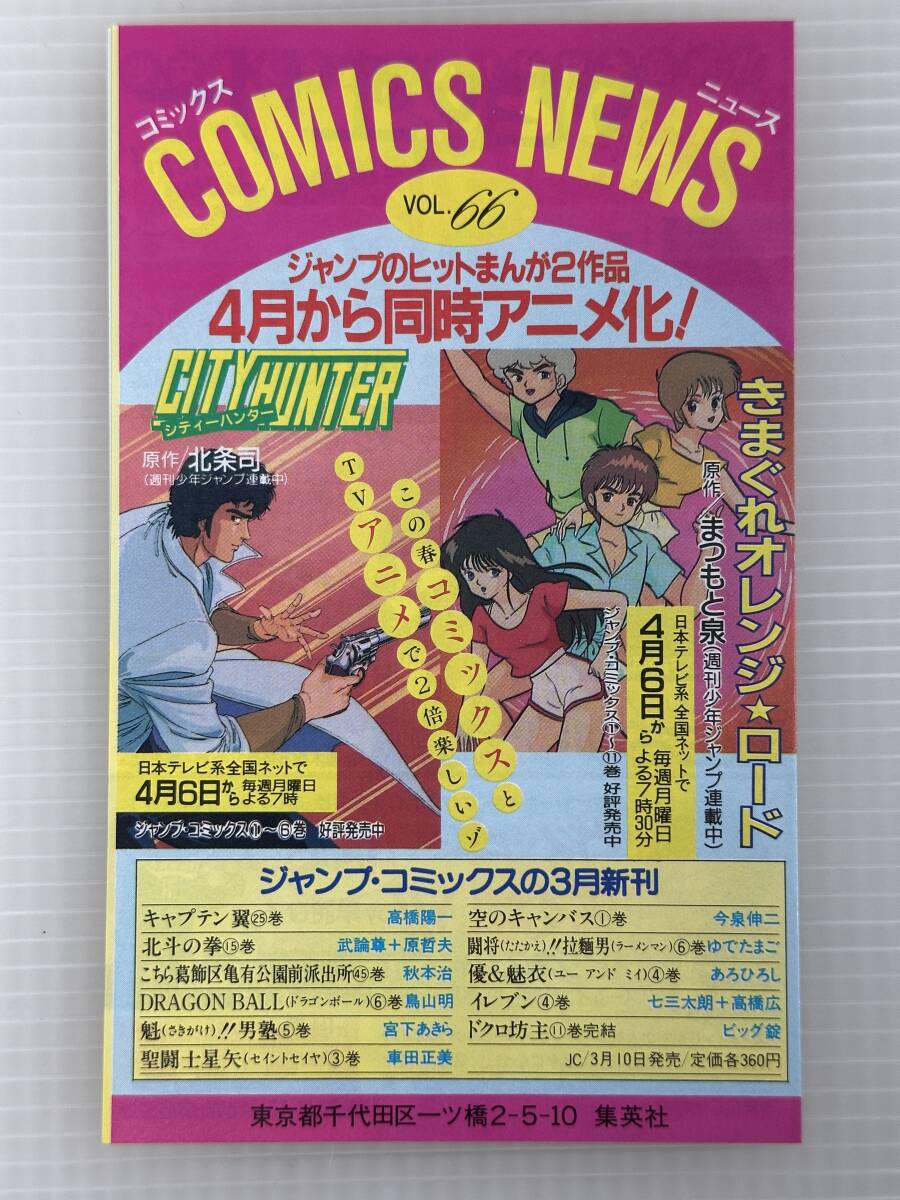 コミックス
ニュース
COMICS NEWS
VOL.66
ジャンプのヒットまんが2作品
4月から同時アニメ化!
CITY HUNTER
シティーハンター
原作/北条司
(週刊少年ジャンプ連載中)
きまぐれオレンジ★ロード
原作/まつもと泉(週刊少年ジャンプ連載中)
この春コミックスと
TVアニメで2倍楽しいゾ
日本テレビ系全国ネットで
4月6日から毎週月曜日よる7時30分
ジャンプ・コミックス①〜⑪巻 好評発売中
日本テレビ系全国ネットで
4月6日から毎週月曜日よる7時
ジャンプ・コミックス①〜⑥巻 好評発売中
ジャンプ・コミックスの3月新刊
キャプテン翼㉕巻 高橋陽一
北斗の拳⑮巻 武論尊+原哲夫
こちら葛飾区亀有公園前派出所㊺巻 秋本治
DRAGON BALL(ドラゴンボール)⑥巻 鳥山明
魁(さきがけ)!!男塾⑤巻 宮下あきら
聖闘士星矢(セイントセイヤ)③巻 車田正美
空のキャンバス①巻 今泉伸二
闘将(たたかえ)!!拉麵男(ラーメンマン)⑥巻 ゆでたまご
優&魅衣(ユー アンド ミイ)④巻 あろひろし
イレブン④巻 七三太朗+高橋広
ドクロ坊主⑪巻完結 ビッグ錠
JC/3月10日発売/定価各360円
東京都千代田区一ツ橋2-5-10 集英社